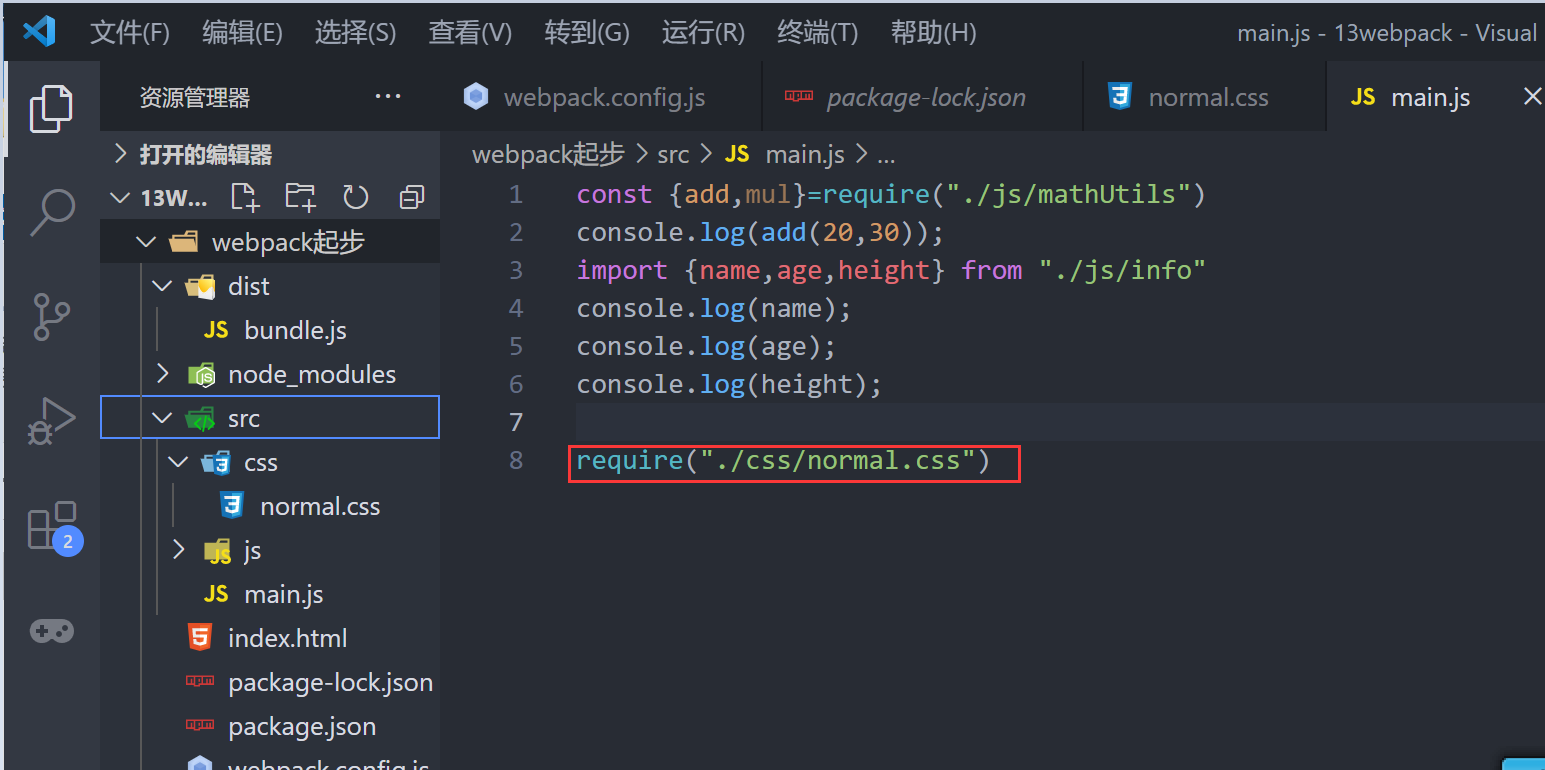 文件(F) 编辑(E) 选择(S) 查看(V) 转到(G) 运行(R) 终端(T) 帮助(H) main.js - 13webpack - Visual
资源管理器 ···
webpack.config.js package-lock.json normal.css JS main.js
打开的编辑器
13W...
webpack起步
dist
JS bundle.js
node_modules
src
css
normal.css
js
JS main.js
index.html
package-lock.json
package.json
webpack.config.js
2
webpack起步 > src > JS main.js > ...
1 const {add,mul}=require("./js/mathUtils")
2 console.log(add(20,30));
3 import {name,age,height} from "./js/info"
4 console.log(name);
5 console.log(age);
6 console.log(height);
7
8 require("./css/normal.css")